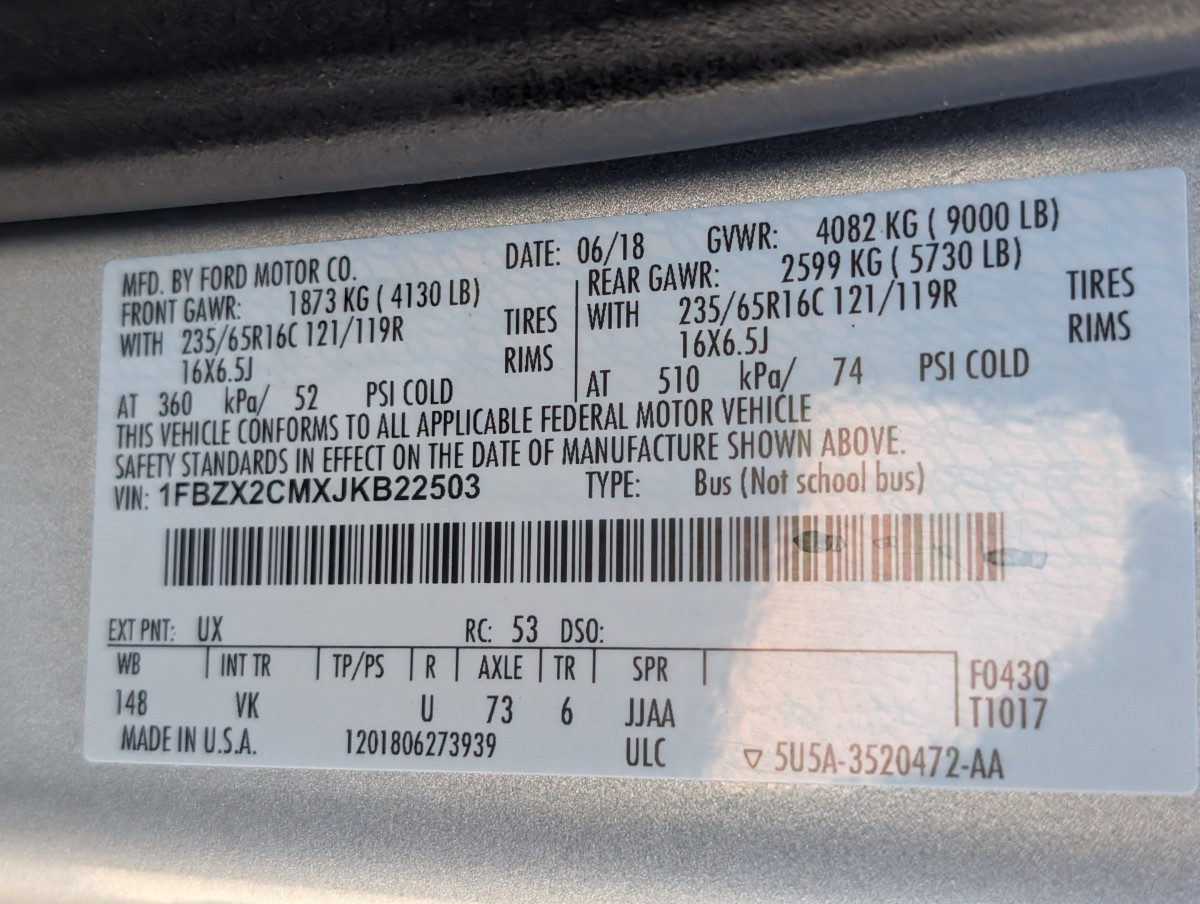 MFD. BY FORD MOTOR CO. DATE: 06/18 GVWR: 4082 KG ( 9000 LB)
FRONT GAWR: 1873 KG ( 4130 LB) REAR GAWR: 2599 KG ( 5730 LB)
WITH 235/65R16C 121/119R TIRES WITH 235/65R16C 121/119R TIRES
16X6.5J RIMS 16X6.5J RIMS
AT 360 kPa/ 52 PSI COLD AT 510 kPa/ 74 PSI COLD
THIS VEHICLE CONFORMS TO ALL APPLICABLE FEDERAL MOTOR VEHICLE
SAFETY STANDARDS IN EFFECT ON THE DATE OF MANUFACTURE SHOWN ABOVE.
VIN: 1FBZX2CMXJKB22503 TYPE: Bus (Not school bus)
EXT PNT: UX RC: 53 DSO:
WB INT TR TP/PS R AXLE TR SPR F0430
148 VK U 73 6 JJAA T1017
MADE IN U.S.A. 1201806273939 ULC ▽ 5U5A-3520472-AA